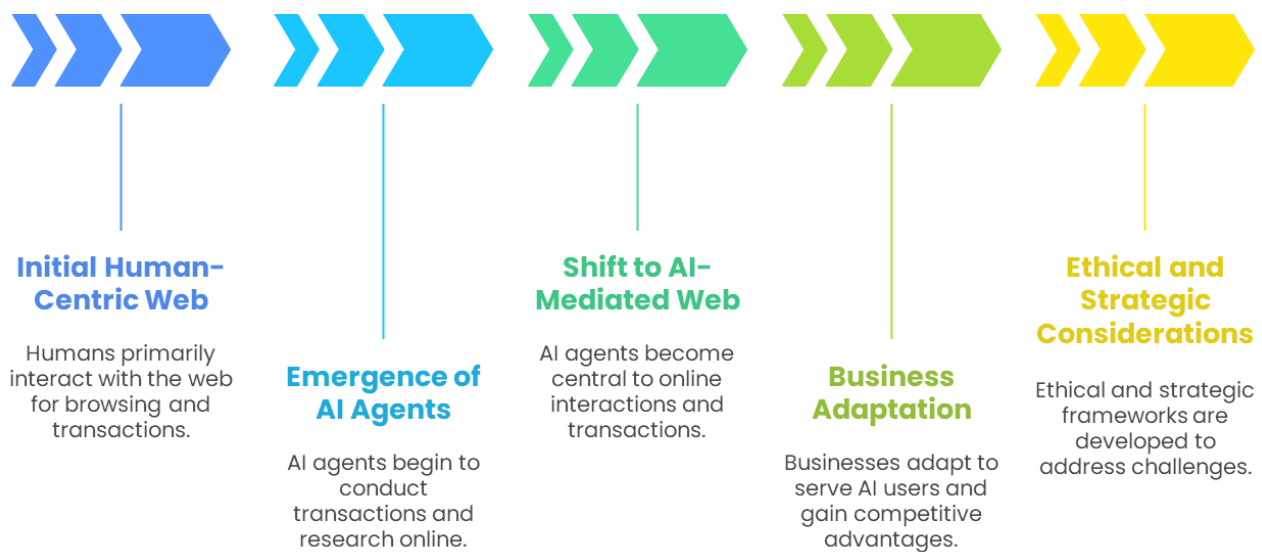 Initial Human-
Centric Web
Humans primarily
interact with the web
for browsing and
transactions.
Emergence of
AI Agents
AI agents begin to
conduct
transactions and
research online.
Shift to AI-
Mediated Web
AI agents become
central to online
interactions and
transactions.
Business
Adaptation
Businesses adapt to
serve AI users and
gain competitive
advantages.
Ethical and
Strategic
Considerations
Ethical and strategic
frameworks are
developed to
address challenges.